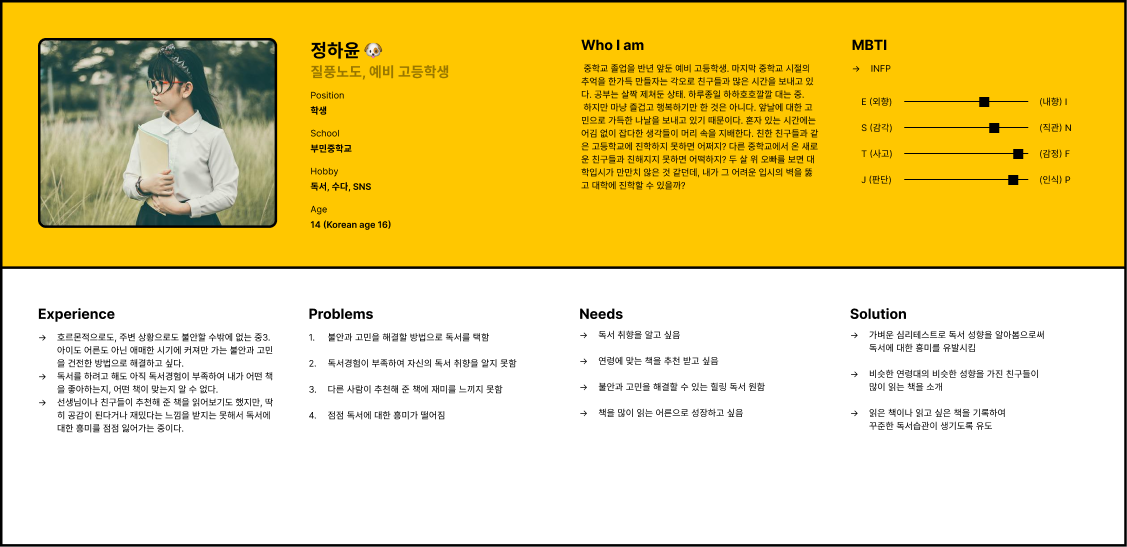 정하윤 🐶
질풍노도, 예비 고등학생
Position
학생
School
부민중학교
Hobby
독서, 수다, SNS
Age
14 (Korean age 16)
Who I am
중학교 졸업을 반년 앞둔 예비 고등학생. 마지막 중학교 시절의
추억을 한가득 만들자는 각오로 친구들과 많은 시간을 보내고 있
다. 공부는 살짝 제쳐둔 상태. 하루종일 하하호호깔깔 대는 중.
하지만 마냥 즐겁고 행복하기만 한 것은 아니다. 앞날에 대한 고
민으로 가득한 나날을 보내고 있기 때문이다. 혼자 있는 시간에는
어김 없이 잡다한 생각들이 머리 속을 지배한다. 친한 친구들과 같
은 고등학교에 진학하지 못하면 어쩌지? 다른 중학교에서 온 새로
운 친구들과 친해지지 못하면 어떡하지? 두 살 위 오빠를 보면 대
학입시가 만만치 않은 것 같던데, 내가 그 어려운 입시의 벽을 뚫
고 대학에 진학할 수 있을까?
MBTI
→ INFP
E (외향) (내향) I
S (감각) (직관) N
T (사고) (감정) F
J (판단) (인식) P
Experience
→ 호르몬적으로도, 주변 상황으로도 불안할 수밖에 없는 중3.
아이도 어른도 아닌 애매한 시기에 커져만 가는 불안과 고민
을 건전한 방법으로 해결하고 싶다.
→ 독서를 하려고 해도 아직 독서경험이 부족하여 내가 어떤 책
을 좋아하는지, 어떤 책이 맞는지 알 수 없다.
→ 선생님이나 친구들이 추천해 준 책을 읽어보기도 했지만, 딱
히 공감이 된다거나 재밌다는 느낌을 받지는 못해서 독서에
대한 흥미를 점점 잃어가는 중이다.
Problems
1. 불안과 고민을 해결할 방법으로 독서를 택함
2. 독서경험이 부족하여 자신의 독서 취향을 알지 못함
3. 다른 사람이 추천해 준 책에 재미를 느끼지 못함
4. 점점 독서에 대한 흥미가 떨어짐
Needs
→ 독서 취향을 알고 싶음
→ 연령에 맞는 책을 추천 받고 싶음
→ 불안과 고민을 해결할 수 있는 힐링 독서 원함
→ 책을 많이 읽는 어른으로 성장하고 싶음
Solution
→ 가벼운 심리테스트로 독서 성향을 알아봄으로써
독서에 대한 흥미를 유발시킴
→ 비슷한 연령대의 비슷한 성향을 가진 친구들이
많이 읽는 책을 소개
→ 읽은 책이나 읽고 싶은 책을 기록하여
꾸준한 독서습관이 생기도록 유도